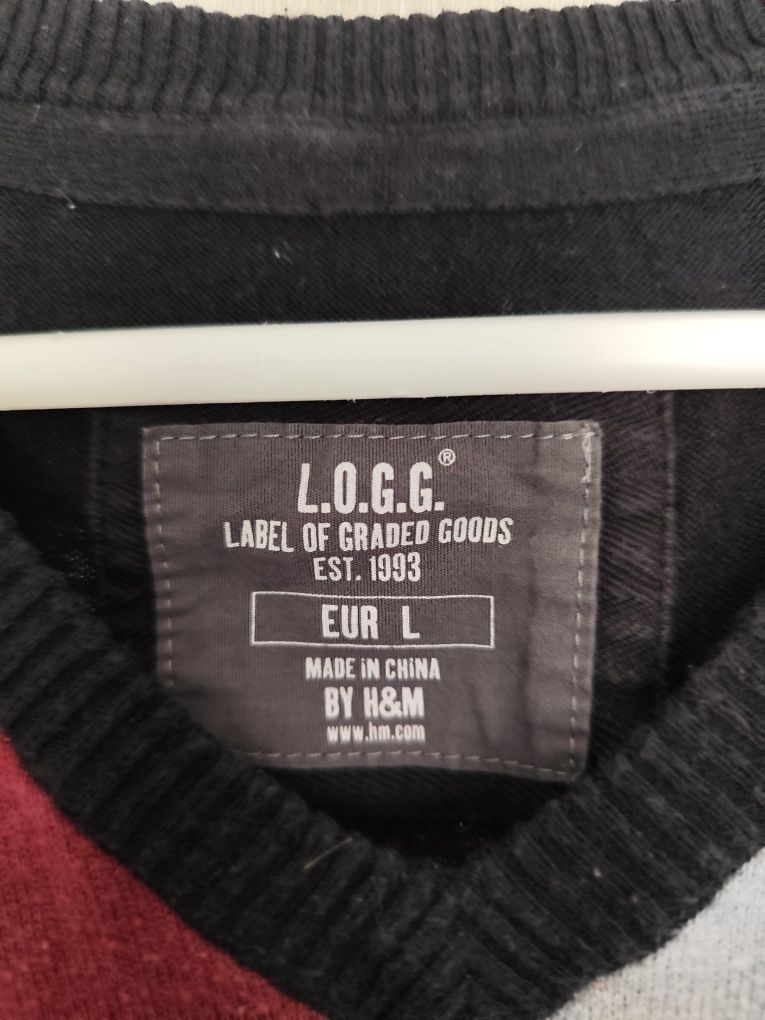 L.O.G.G.®
LABEL OF GRADED GOODS
EST. 1993
EUR L
MADE iN CHiNA
BY H&M
www.hm.com